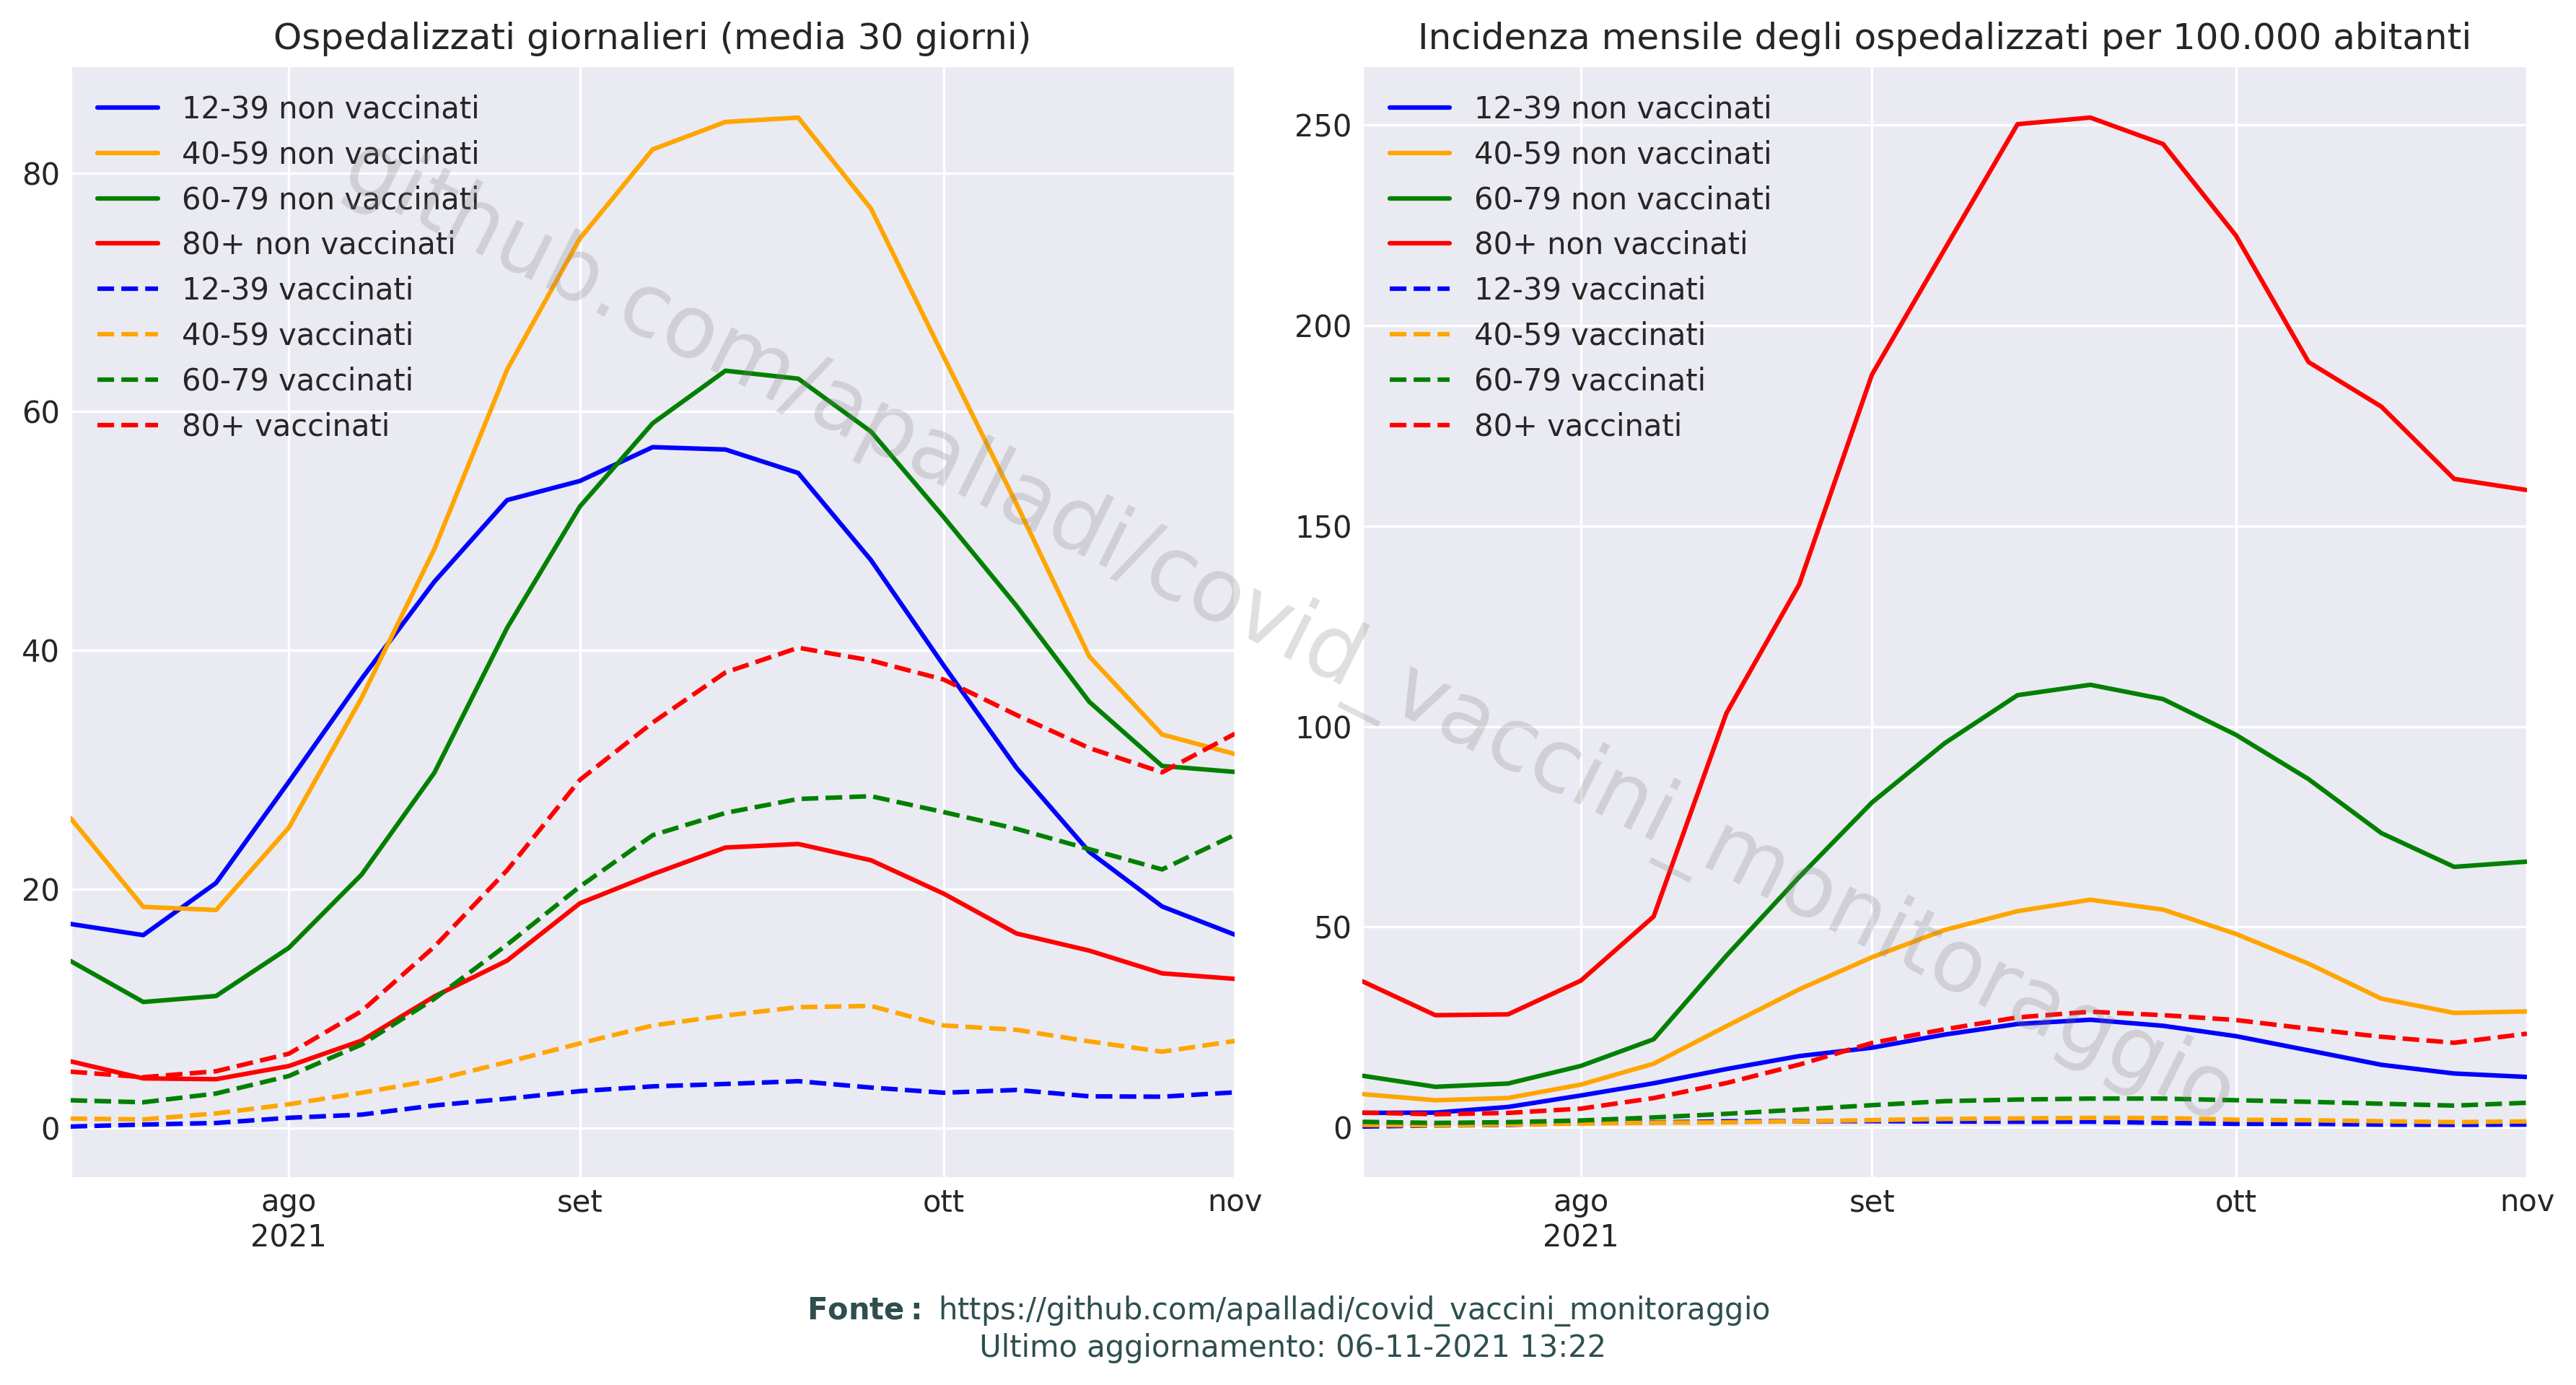 Ospedalizzati giornalieri (media 30 giorni)
80
60
40
20
0
12-39 non vaccinati
40-59 non vaccinati
60-79 non vaccinati
80+ non vaccinati
12-39 vaccinati
40-59 vaccinati
60-79 vaccinati
80+ vaccinati
ago
2021
set
ott
nov
Incidenza mensile degli ospedalizzati per 100.000 abitanti
250
200
150
100
50
0
12-39 non vaccinati
40-59 non vaccinati
60-79 non vaccinati
80+ non vaccinati
12-39 vaccinati
40-59 vaccinati
60-79 vaccinati
80+ vaccinati
ago
2021
set
ott
nov
github.com/apalladi/covid_vaccini_monitoraggio
Fonte: https://github.com/apalladi/covid_vaccini_monitoraggio
Ultimo aggiornamento: 06-11-2021 13:22